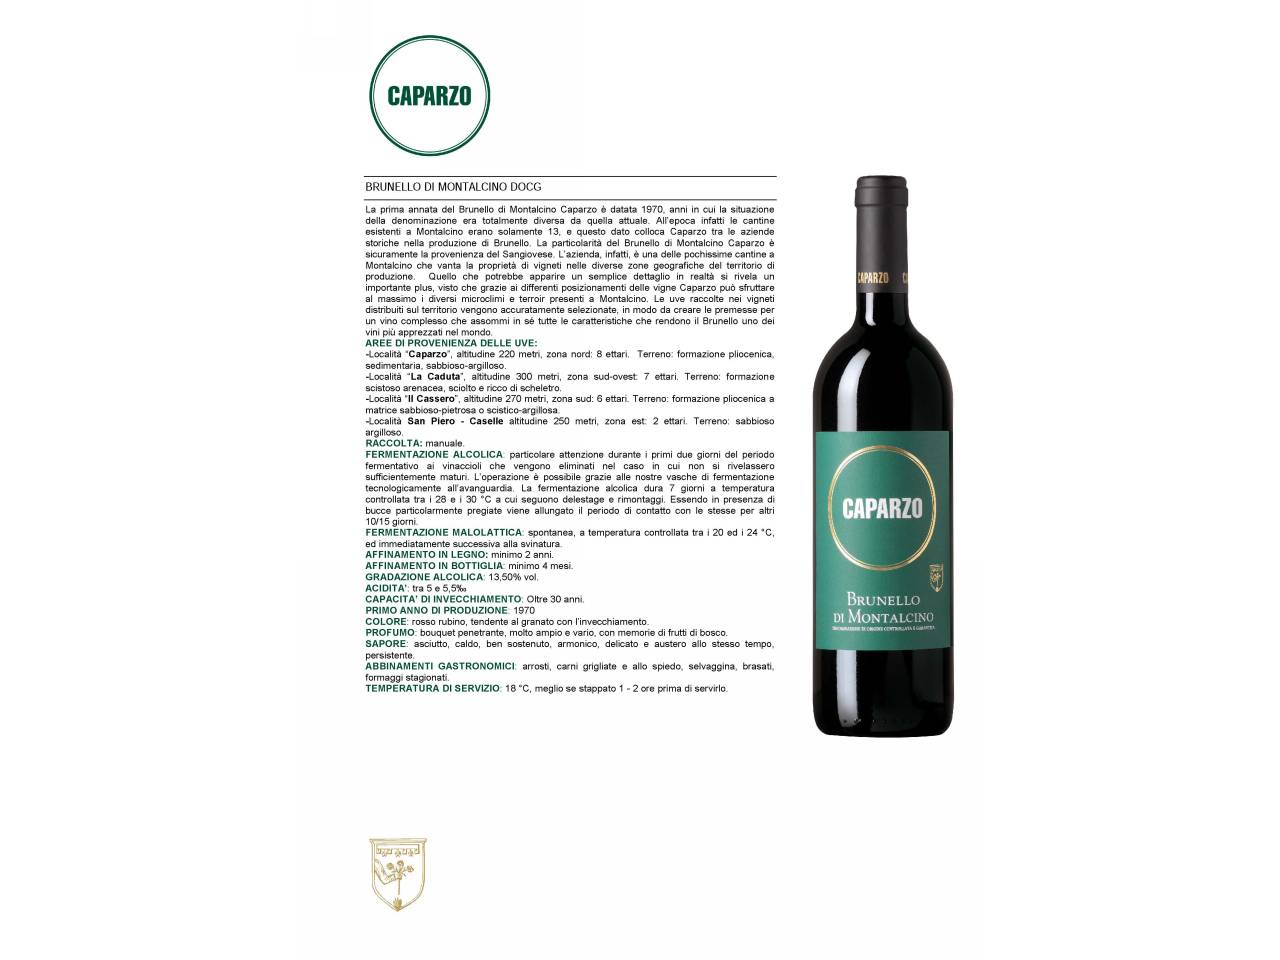 CAPARZO
BRUNELLO DI MONTALCINO DOCG
La prima annata del Brunello di Montalcino Caparzo è datata 1970, anni in cui la situazione
della denominazione era totalmente diversa da quella attuale. All'epoca infatti le cantine
esistenti a Montalcino erano solamente 13, e questo dato colloca Caparzo tra le aziende
storiche nella produzione di Brunello. La particolarità del Brunello di Montalcino Caparzo è
sicuramente la provenienza del Sangiovese. L'azienda, infatti, è una delle pochissime cantine a
Montalcino che vanta la proprietà di vigneti nelle diverse zone geografiche del territorio di
produzione. Quello che potrebbe apparire un semplice dettaglio in realtà si rivela un
importante plus, visto che grazie ai differenti posizionamenti delle vigne Caparzo può sfruttare
al massimo i diversi microclimi e terroir presenti a Montalcino. Le uve raccolte nei vigneti
distribuiti sul territorio vengono accuratamente selezionate, in modo da creare le premesse per
un vino complesso che assommi in sé tutte le caratteristiche che rendono il Brunello uno dei
vini più apprezzati nel mondo.
AREE DI PROVENIENZA DELLE UVE:
-Località “Caparzo”, altitudine 220 metri, zona nord: 8 ettari. Terreno: formazione pliocenica,
sedimentaria, sabbioso-argilloso.
-Località “La Caduta”, altitudine 300 metri, zona sud-ovest: 7 ettari. Terreno: formazione
scistoso arenacea, sciolto e ricco di scheletro.
-Località “Il Cassero”, altitudine 270 metri, zona sud: 6 ettari. Terreno: formazione pliocenica a
matrice sabbioso-pietrosa o scistico-argillosa.
-Località San Piero - Caselle altitudine 250 metri, zona est: 2 ettari. Terreno: sabbioso
argilloso.
RACCOLTA: manuale.
FERMENTAZIONE ALCOLICA: particolare attenzione durante i primi due giorni del periodo
fermentativo ai vinaccioli che vengono eliminati nel caso in cui non si rivelassero
sufficientemente maturi. L'operazione è possibile grazie alle nostre vasche di fermentazione
tecnologicamente all'avanguardia. La fermentazione alcolica dura 7 giorni a temperatura
controllata tra i 28 e i 30 °C a cui seguono delestage e rimontaggi. Essendo in presenza di
bucce particolarmente pregiate viene allungato il periodo di contatto con le stesse per altri
10/15 giorni.
FERMENTAZIONE MALOLATTICA: spontanea, a temperatura controllata tra i 20 ed i 24 °C,
ed immediatamente successiva alla svinatura.
AFFINAMENTO IN LEGNO: minimo 2 anni.
AFFINAMENTO IN BOTTIGLIA: minimo 4 mesi.
GRADAZIONE ALCOLICA: 13,50% vol.
ACIDITA': tra 5 e 5,5‰
CAPACITA' DI INVECCHIAMENTO: Oltre 30 anni.
PRIMO ANNO DI PRODUZIONE: 1970
COLORE: rosso rubino, tendente al granato con l'invecchiamento.
PROFUMO: bouquet penetrante, molto ampio e vario, con memorie di frutti di bosco.
SAPORE: asciutto, caldo, ben sostenuto, armonico, delicato e austero allo stesso tempo,
persistente.
ABBINAMENTI GASTRONOMICI: arrosti, carni grigliate e allo spiedo, selvaggina, brasati,
formaggi stagionati.
TEMPERATURA DI SERVIZIO: 18 °C, meglio se stappato 1 - 2 ore prima di servirlo.
CAPARZO
CAPARZO
BRUNELLO
DI MONTALCINO
DENOMINAZIONE DI ORIGINE CONTROLLATA E GARANTITA